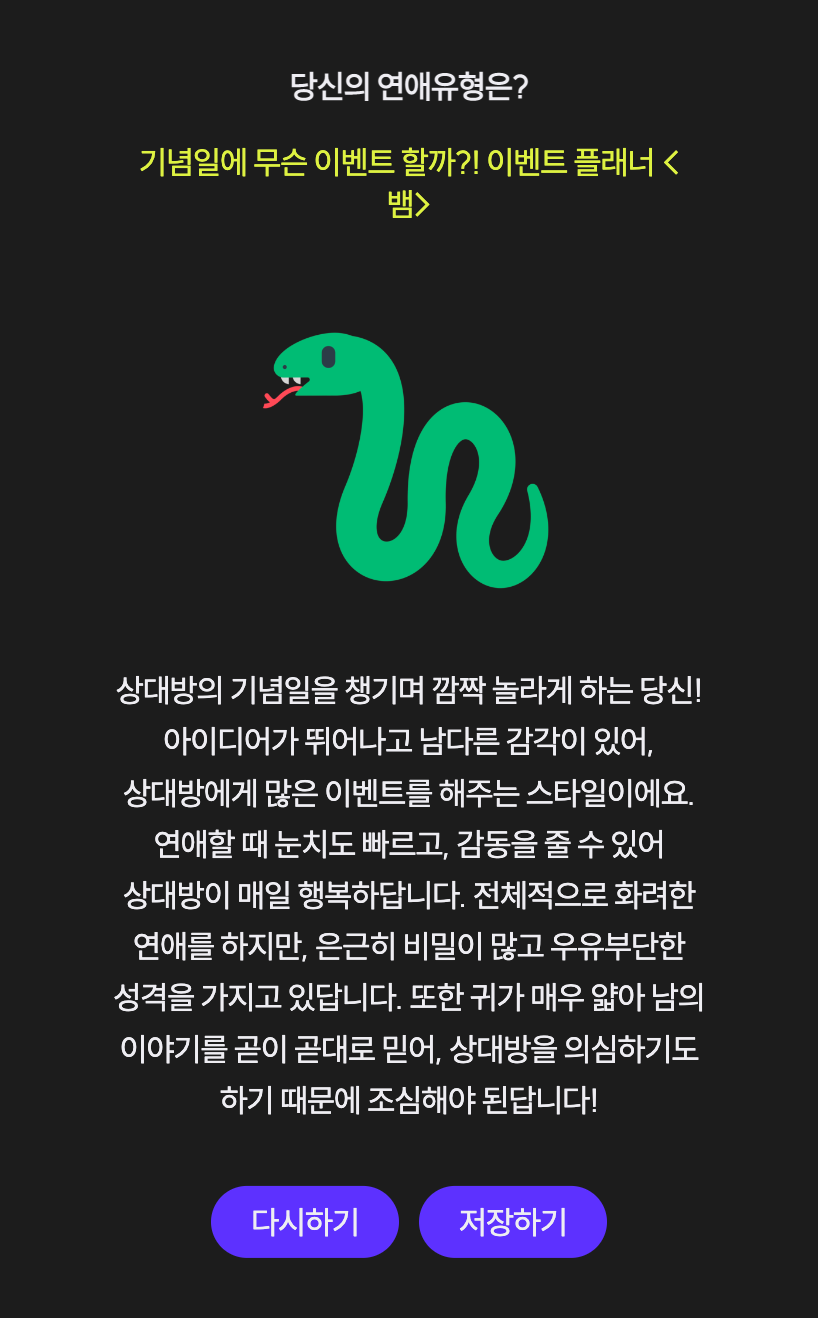 당신의 연애유형은?
기념일에 무슨 이벤트 할까?! 이벤트 플래너 <
뱀>
상대방의 기념일을 챙기며 깜짝 놀라게 하는 당신!
아이디어가 뛰어나고 남다른 감각이 있어,
상대방에게 많은 이벤트를 해주는 스타일이에요.
연애할 때 눈치도 빠르고, 감동을 줄 수 있어
상대방이 매일 행복하답니다. 전체적으로 화려한
연애를 하지만, 은근히 비밀이 많고 우유부단한
성격을 가지고 있답니다. 또한 귀가 매우 얇아 남의
이야기를 곧이 곧대로 믿어, 상대방을 의심하기도
하기 때문에 조심해야 된답니다!
다시하기
저장하기